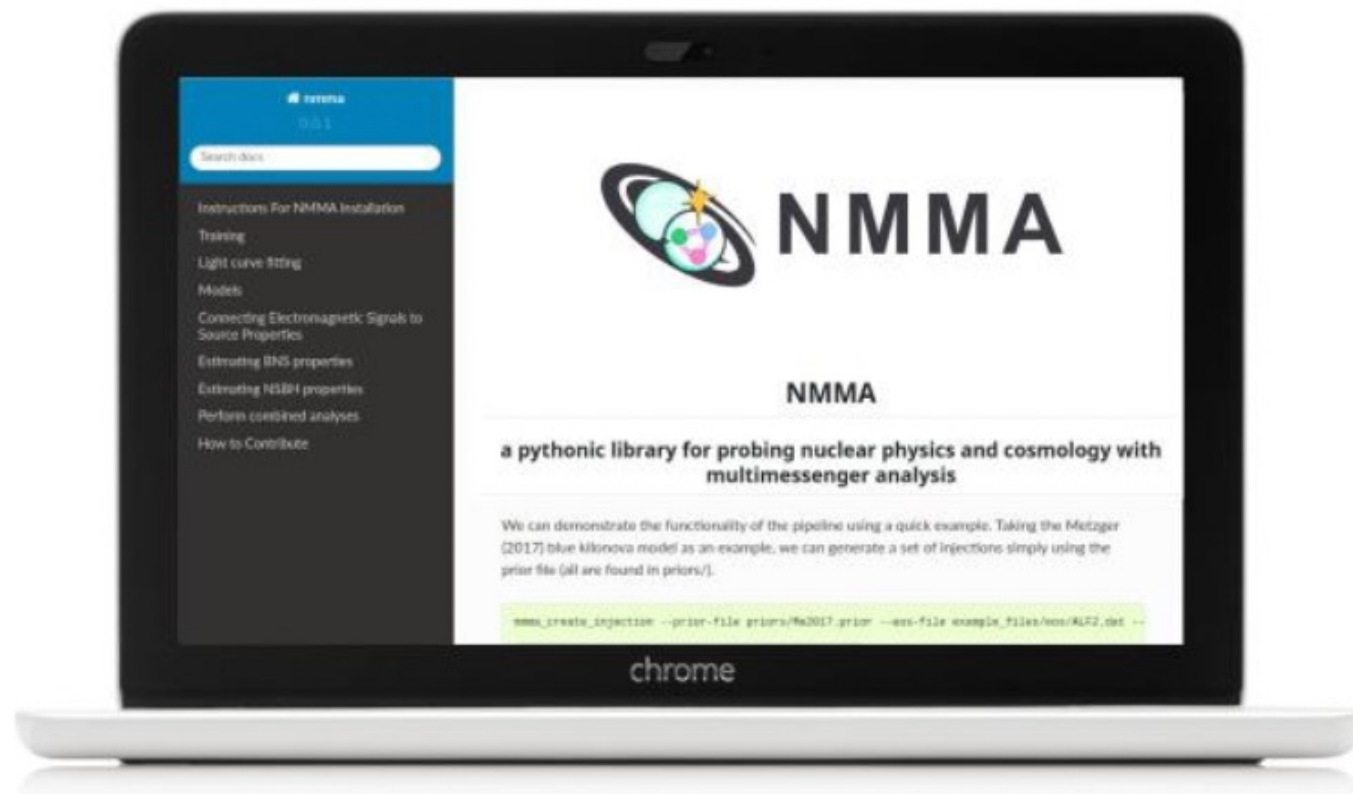 nmma
0.0.1
Search docs
Instructions For NMMA Installation
Training
Light curve fitting
Models
Connecting Electromagnetic Signals to
Source Properties
Estimating BNS properties
Estimating NSBH properties
Perform combined analyses
How to Contribute
NMMA
NMMA
a pythonic library for probing nuclear physics and cosmology with
multimessenger analysis
We can demonstrate the functionality of the pipeline using a quick example. Taking the Metzger
(2017) blue kilonova model as an example, we can generate a set of injections simply using the
prior file (all are found in priors/).
nmma_create_injection --prior-file priors/Me2017.prior --eos-file example_files/eos/ALF2.dat --
chrome